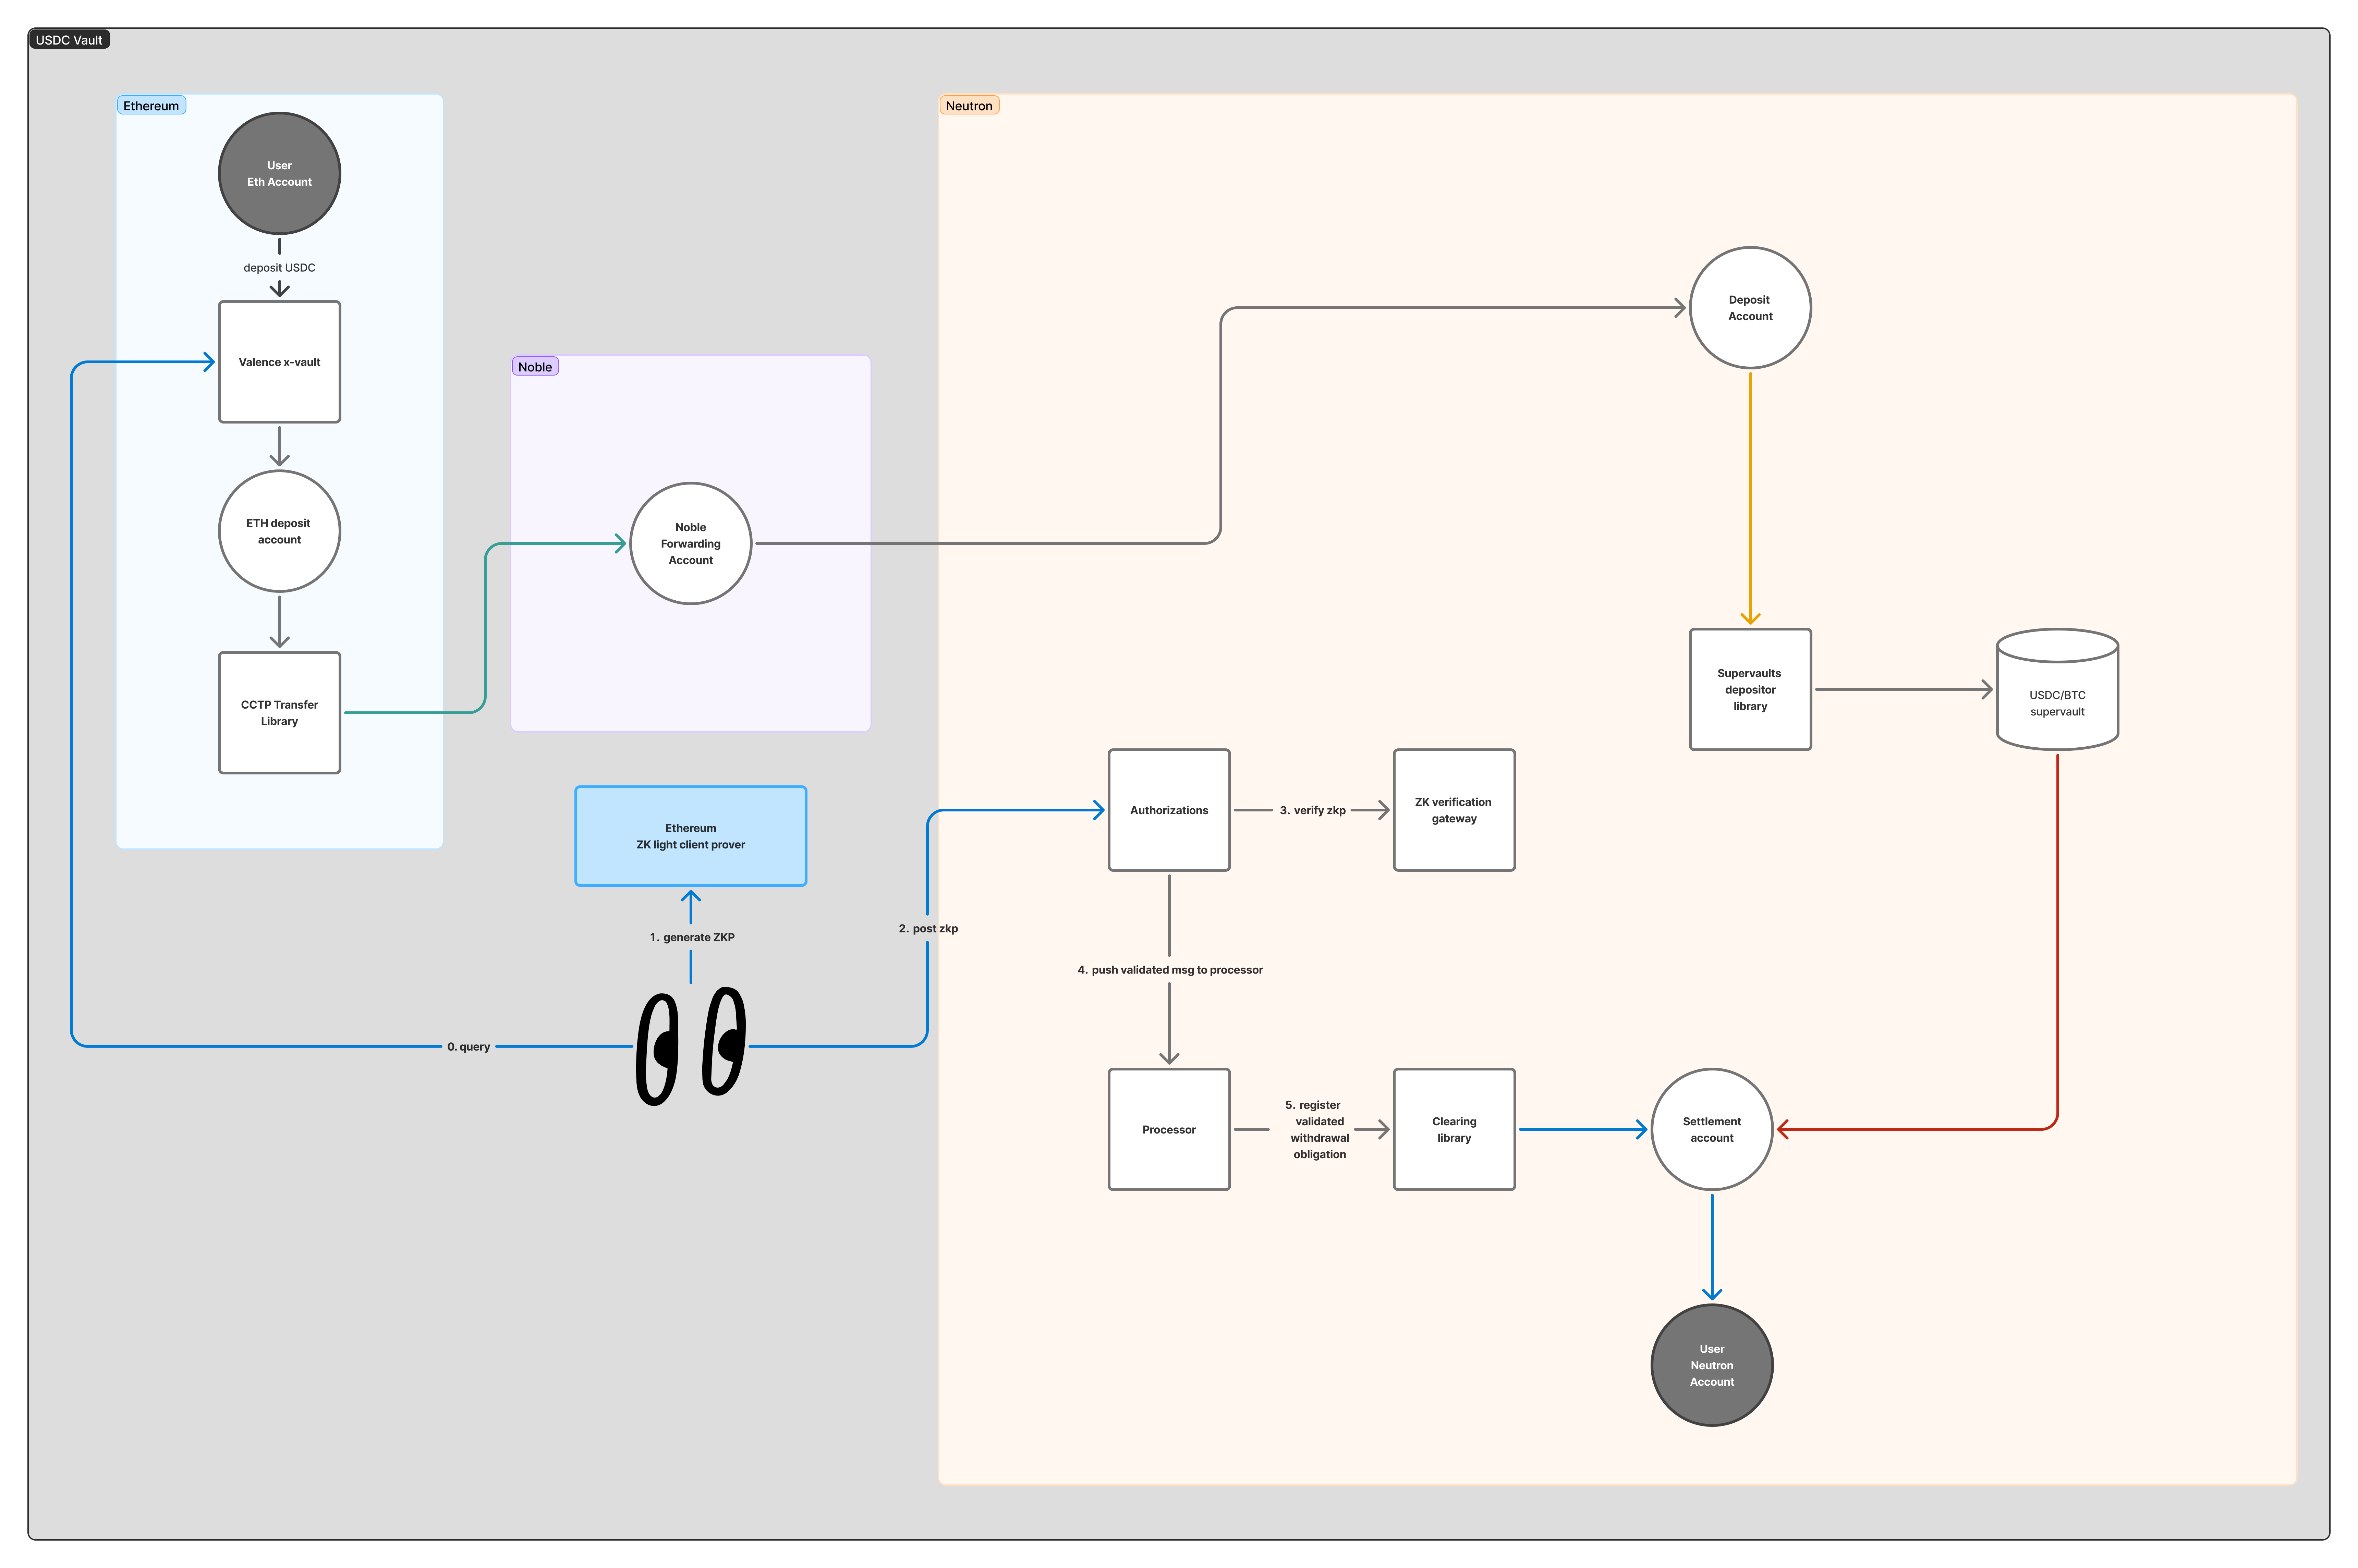 USDC Vault
Ethereum
User
Eth Account
deposit USDC
Valence x-vault
ETH deposit
account
CCTP Transfer
Library
Noble
Noble
Forwarding
Account
Ethereum
ZK light client prover
1. generate ZKP
0. query
2. post zkp
Neutron
Deposit
Account
Supervaults
depositor
library
USDC/BTC
supervault
Authorizations
3. verify zkp
ZK verification
gateway
4. push validated msg to processor
Processor
5. register
validated
withdrawal
obligation
Clearing
library
Settlement
account
User
Neutron
Account